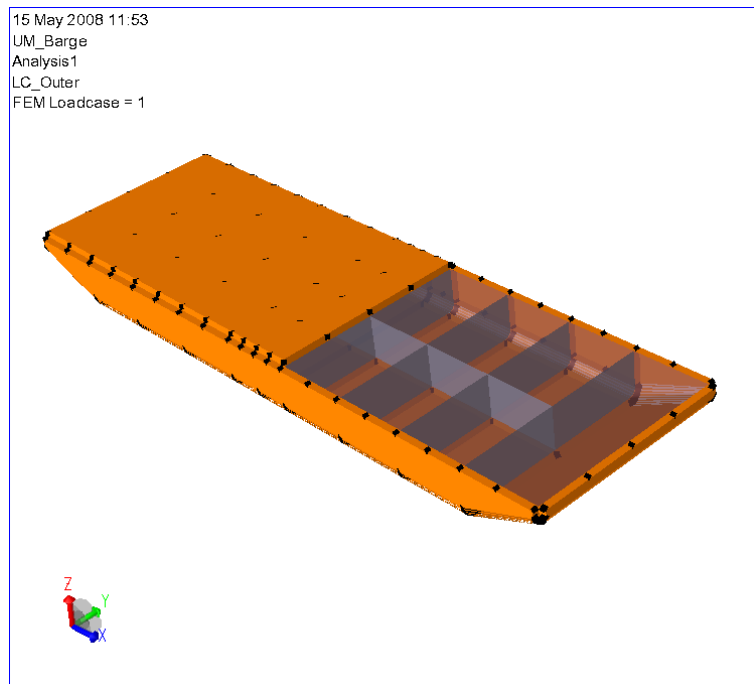 15 May 2008 11:53
UM_Barge
Analysis1
LC_Outer
FEM Loadcase = 1
Z
Y
X